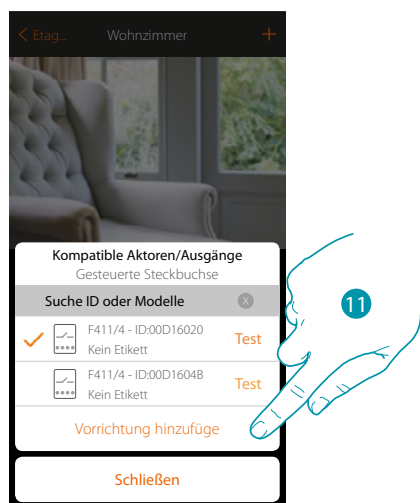 Etag... Wohnzimmer +
Kompatible Aktoren/Ausgänge
Gesteuerte Steckbuchse
Suche ID oder Modelle X
F411/4 - ID:00D16020
Kein Etikett
Test
F411/4 - ID:00D1604B
Kein Etikett
Test
Vorrichtung hinzufüge
Schließen
11